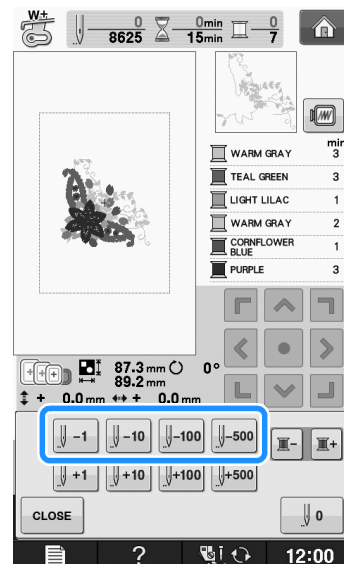 W+
0 0min 0
8625 15min 7
min
WARM GRAY 3
TEAL GREEN 3
LIGHT LILAC 1
WARM GRAY 2
CORNFLOWER BLUE 1
PURPLE 3
87.3 mm 0°
89.2 mm
+ 0.0 mm + 0.0 mm
-1 -10 -100 -500 - +
+1 +10 +100 +500
CLOSE 0
? 12:00